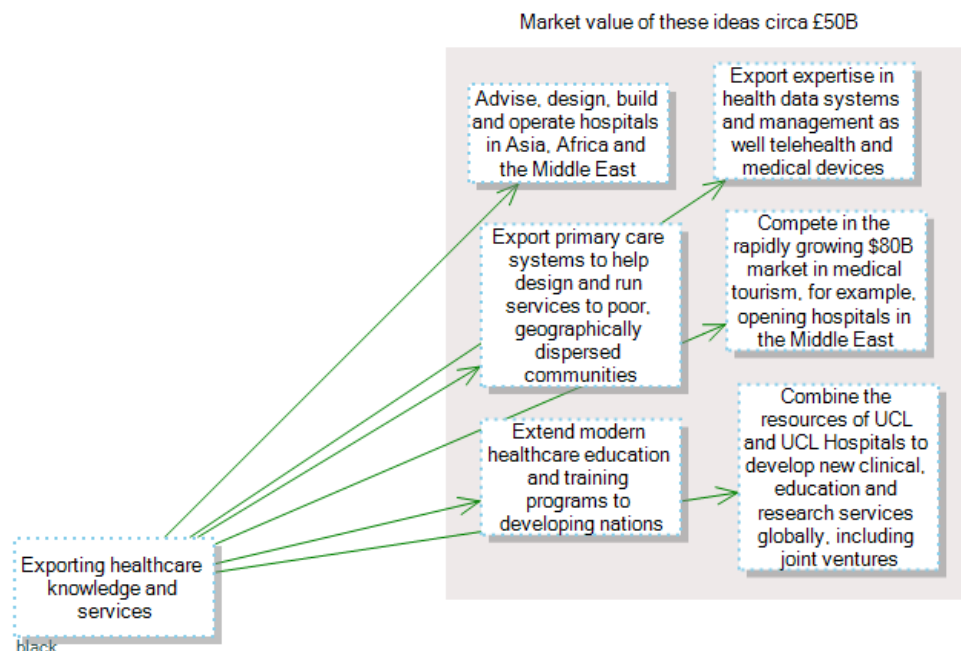 Market value of these ideas circa £50B
Advise, design, build
and operate hospitals
in Asia, Africa and
the Middle East
Export expertise in
health data systems
and management as
well telehealth and
medical devices
Export primary care
systems to help
design and run
services to poor,
geographically
dispersed
communities
Compete in the
rapidly growing $80B
market in medical
tourism, for example,
opening hospitals in
the Middle East
Extend modern
healthcare education
and training
programs to
developing nations
Combine the
resources of UCL
and UCL Hospitals to
develop new clinical,
education and
research services
globally, including
joint ventures
Exporting healthcare
knowledge and
services
black